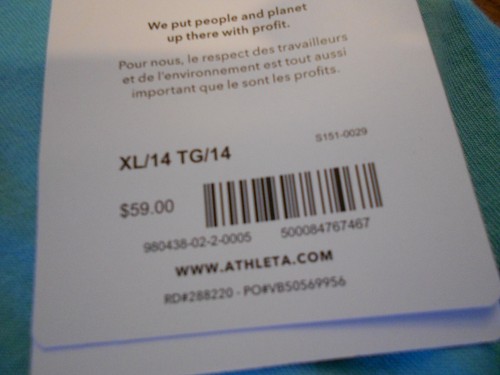 We put people and planet
up there with profit.
Pour nous, le respect des travailleurs
et de l'environnement est tout aussi
important que le sont les profits.
S151-0029
XL/14 TG/14
$59.00
980438-02-2-0005 500084767467
WWW.ATHLETA.COM
RD#288220 - PO#VB50569956